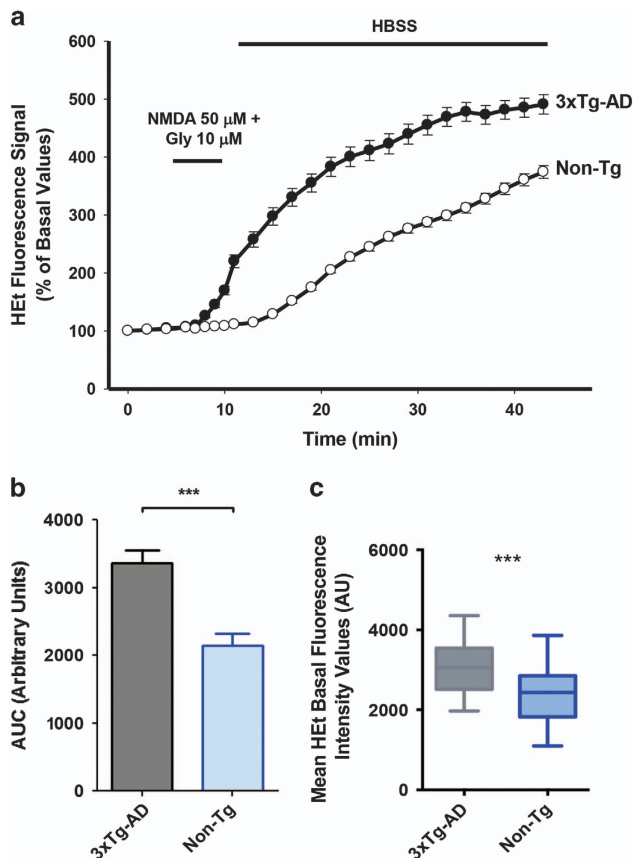 a
HBSS
600
500
400
300
200
100
0
HEt Fluorescence Signal
(% of Basal Values)
NMDA 50 μM +
Gly 10 μM
3xTg-AD
Non-Tg
0 10 20 30 40
Time (min)
b
***
4000
3000
2000
1000
0
AUC (Arbitrary Units)
3xTg-AD
Non-Tg
c
***
6000
4000
2000
0
Mean HEt Basal Fluorescence
Intensity Values (AU)
3xTg-AD
Non-Tg